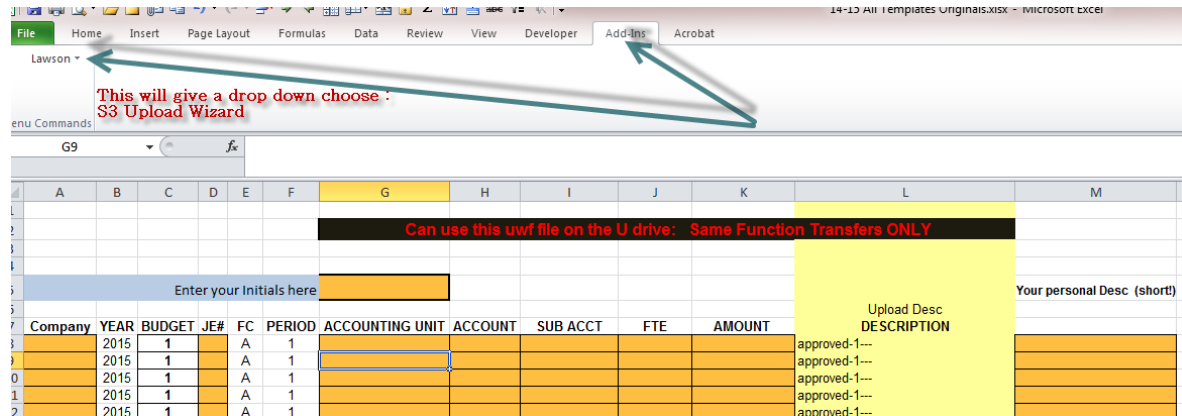 14-15 All Templates Originals.xlsx - Microsoft Excel
File Home Insert Page Layout Formulas Data Review View Developer Add-Ins Acrobat
Lawson
This will give a drop down choose :
S3 Upload Wizard
enu Commands
G9 fx
A B C D E F G H I J K L M
Can use this uwf file on the U drive: Same Function Transfers ONLY
Enter your Initials here Your personal Desc (short!)
Upload Desc
Company YEAR BUDGET JE# FC PERIOD ACCOUNTING UNIT ACCOUNT SUB ACCT FTE AMOUNT DESCRIPTION
2015 1 A 1 approved-1---
2015 1 A 1 approved-1---
2015 1 A 1 approved-1---
2015 1 A 1 approved-1---
2015 1 A 1 approved-1---